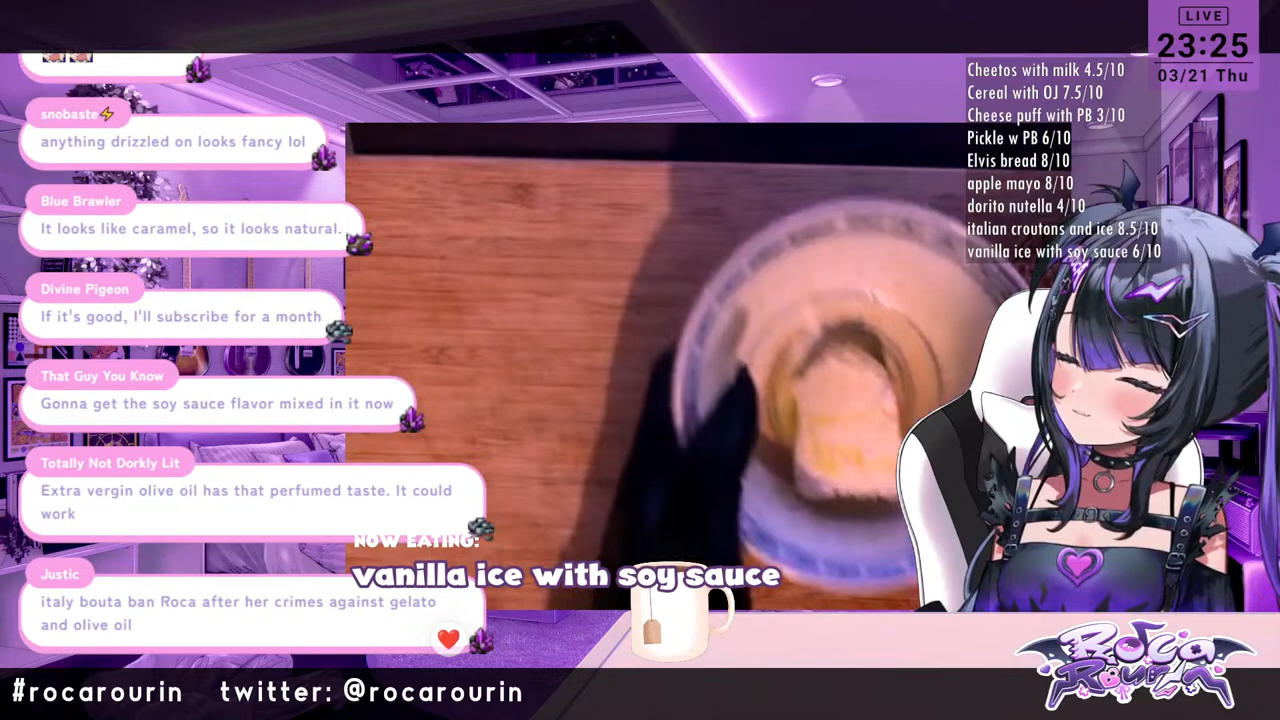 LIVE
23:25
03/21 Thu
Cheetos with milk 4.5/10
Cereal with OJ 7.5/10
Cheese puff with PB 3/10
Pickle w PB 6/10
Elvis bread 8/10
apple mayo 8/10
dorito nutella 4/10
italian croutons and ice 8.5/10
vanilla ice with soy sauce 6/10
snobaste⚡
anything drizzled on looks fancy lol
Blue Brawler
It looks like caramel, so it looks natural.
Divine Pigeon
If it's good, I'll subscribe for a month
That Guy You Know
Gonna get the soy sauce flavor mixed in it now
Totally Not Dorkly Lit
Extra vergin olive oil has that perfumed taste. It could
work
Justic
italy bouta ban Roca after her crimes against gelato
and olive oil
NOW EATING:
vanilla ice with soy sauce
Roca
Rourin
#rocarourin twitter: @rocarourin